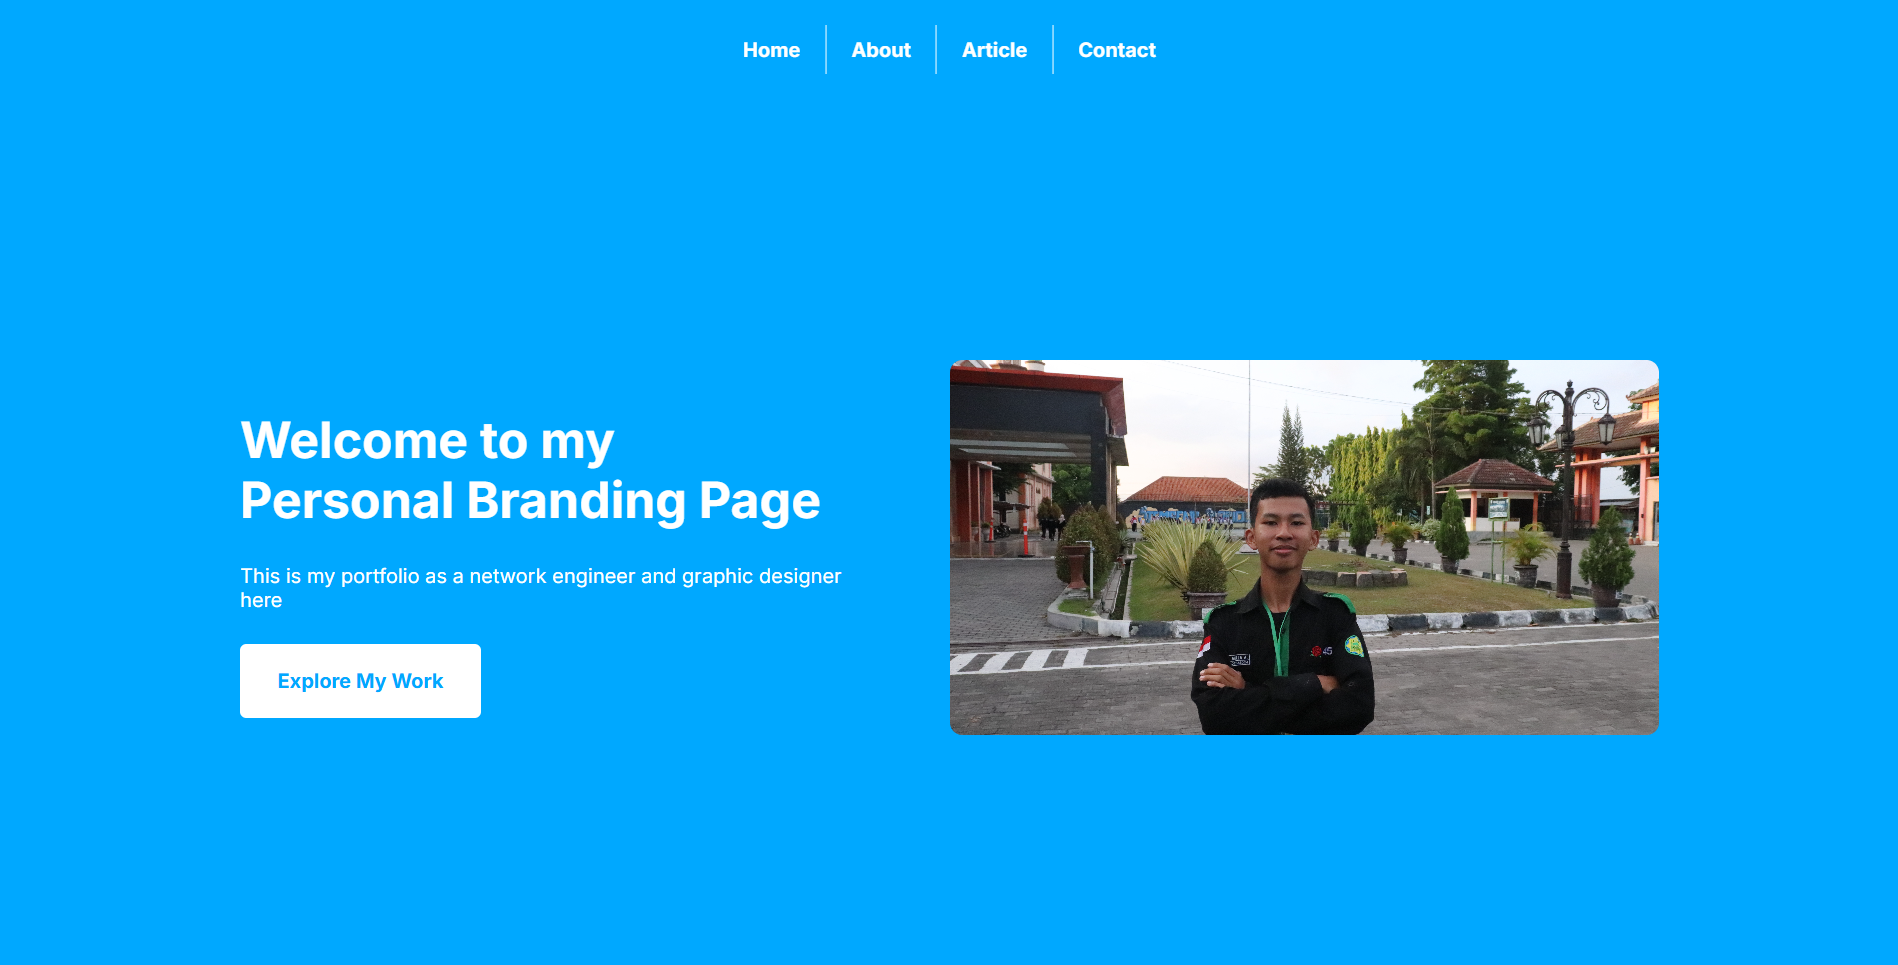 Home
About
Article
Contact
Welcome to my
Personal Branding Page
This is my portfolio as a network engineer and graphic designer
here
Explore My Work
45